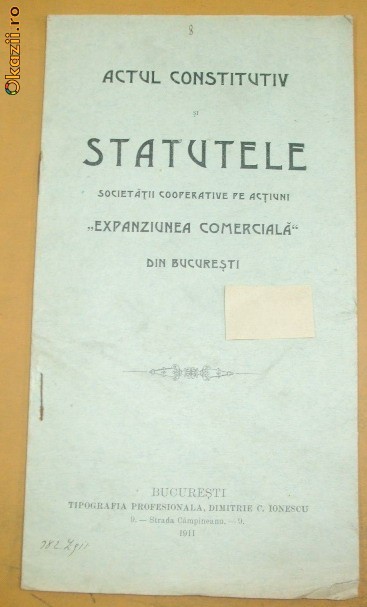 Okazii.ro
8
ACTUL CONSTITUTIV
și
STATUTELE
SOCIETĂȚII COOPERATIVE PE ACȚIUNI
„EXPANZIUNEA COMERCIALĂ“
DIN BUCUREȘTI
BUCUREȘTI
TIPOGRAFIA PROFESIONALA, DIMITRIE C. IONESCU
9. — Strada Câmpineanu. — 9.
1911